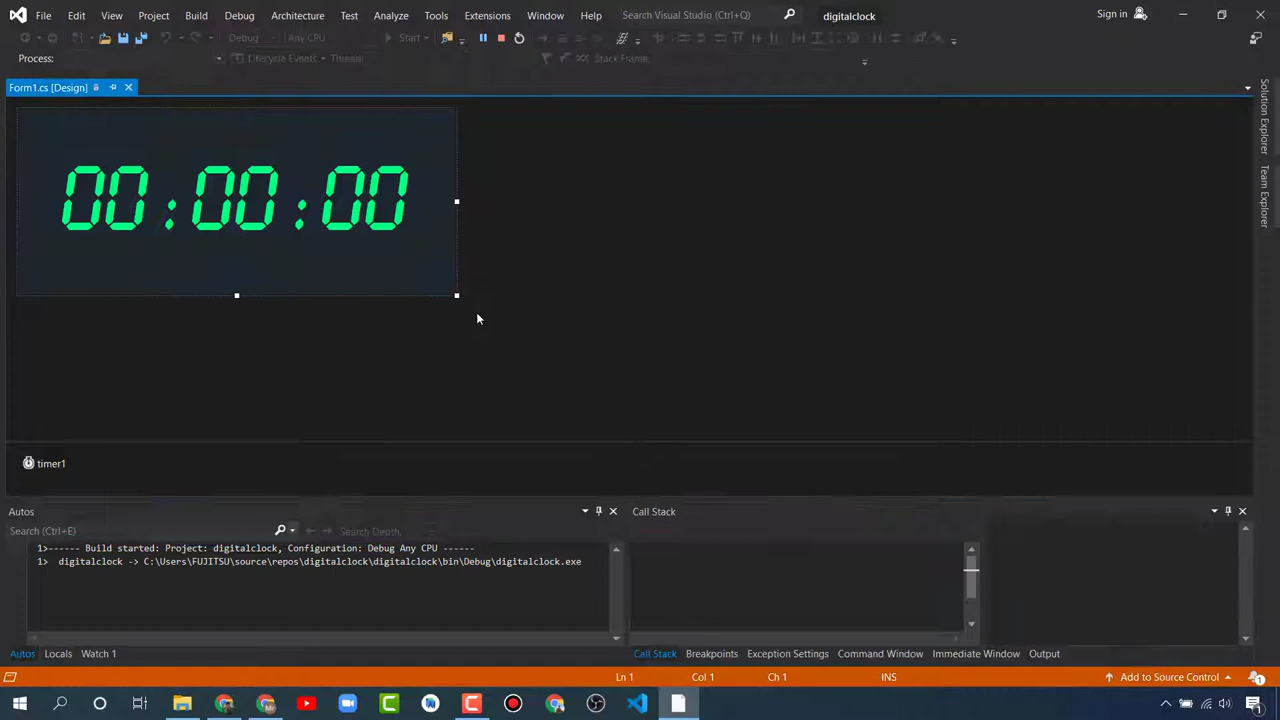 File Edit View Project Build Debug Architecture Test Analyze Tools Extensions Window Help Search Visual Studio (Ctrl+Q) digitalclock Sign in
Debug Any CPU Start
Process: Lifecycle Events Thread: Stack Frame:
Form1.cs [Design]
Solution Explorer
Team Explorer
00:00:00
timer1
Autos
Call Stack
Search (Ctrl+E) Search Depth:
1>------ Build started: Project: digitalclock, Configuration: Debug Any CPU ------
1> digitalclock -> C:\Users\FUJITSU\source\repos\digitalclock\digitalclock\bin\Debug\digitalclock.exe
Autos Locals Watch 1
Call Stack Breakpoints Exception Settings Command Window Immediate Window Output
Ln 1 Col 1 Ch 1 INS Add to Source Control 1
1